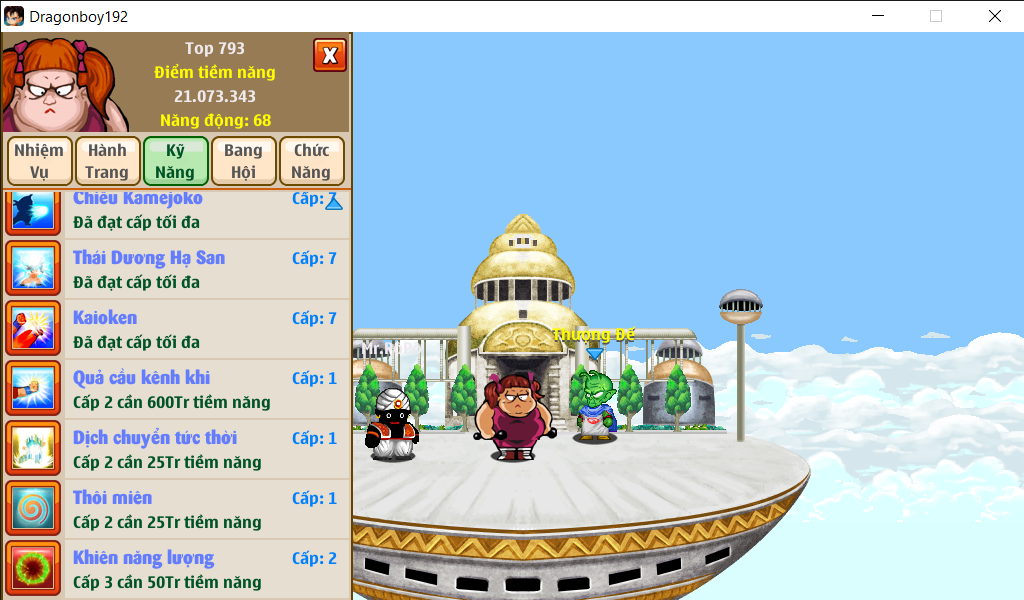 Dragonboy192
Top 793
Điểm tiềm năng
21.073.343
Năng động: 68
X
Nhiệm Vụ
Hành Trang
Kỹ Năng
Bang Hội
Chức Năng
Chiêu Kamejoko Cấp: 7
Đã đạt cấp tối đa
Thái Dương Hạ San Cấp: 7
Đã đạt cấp tối đa
Kaioken Cấp: 7
Đã đạt cấp tối đa
Quả cầu kênh khi Cấp: 1
Cấp 2 cần 600Tr tiềm năng
Dịch chuyển tức thời Cấp: 1
Cấp 2 cần 25Tr tiềm năng
Thôi miên Cấp: 1
Cấp 2 cần 25Tr tiềm năng
Khiên năng lượng Cấp: 2
Cấp 3 cần 50Tr tiềm năng
Thượng Đế